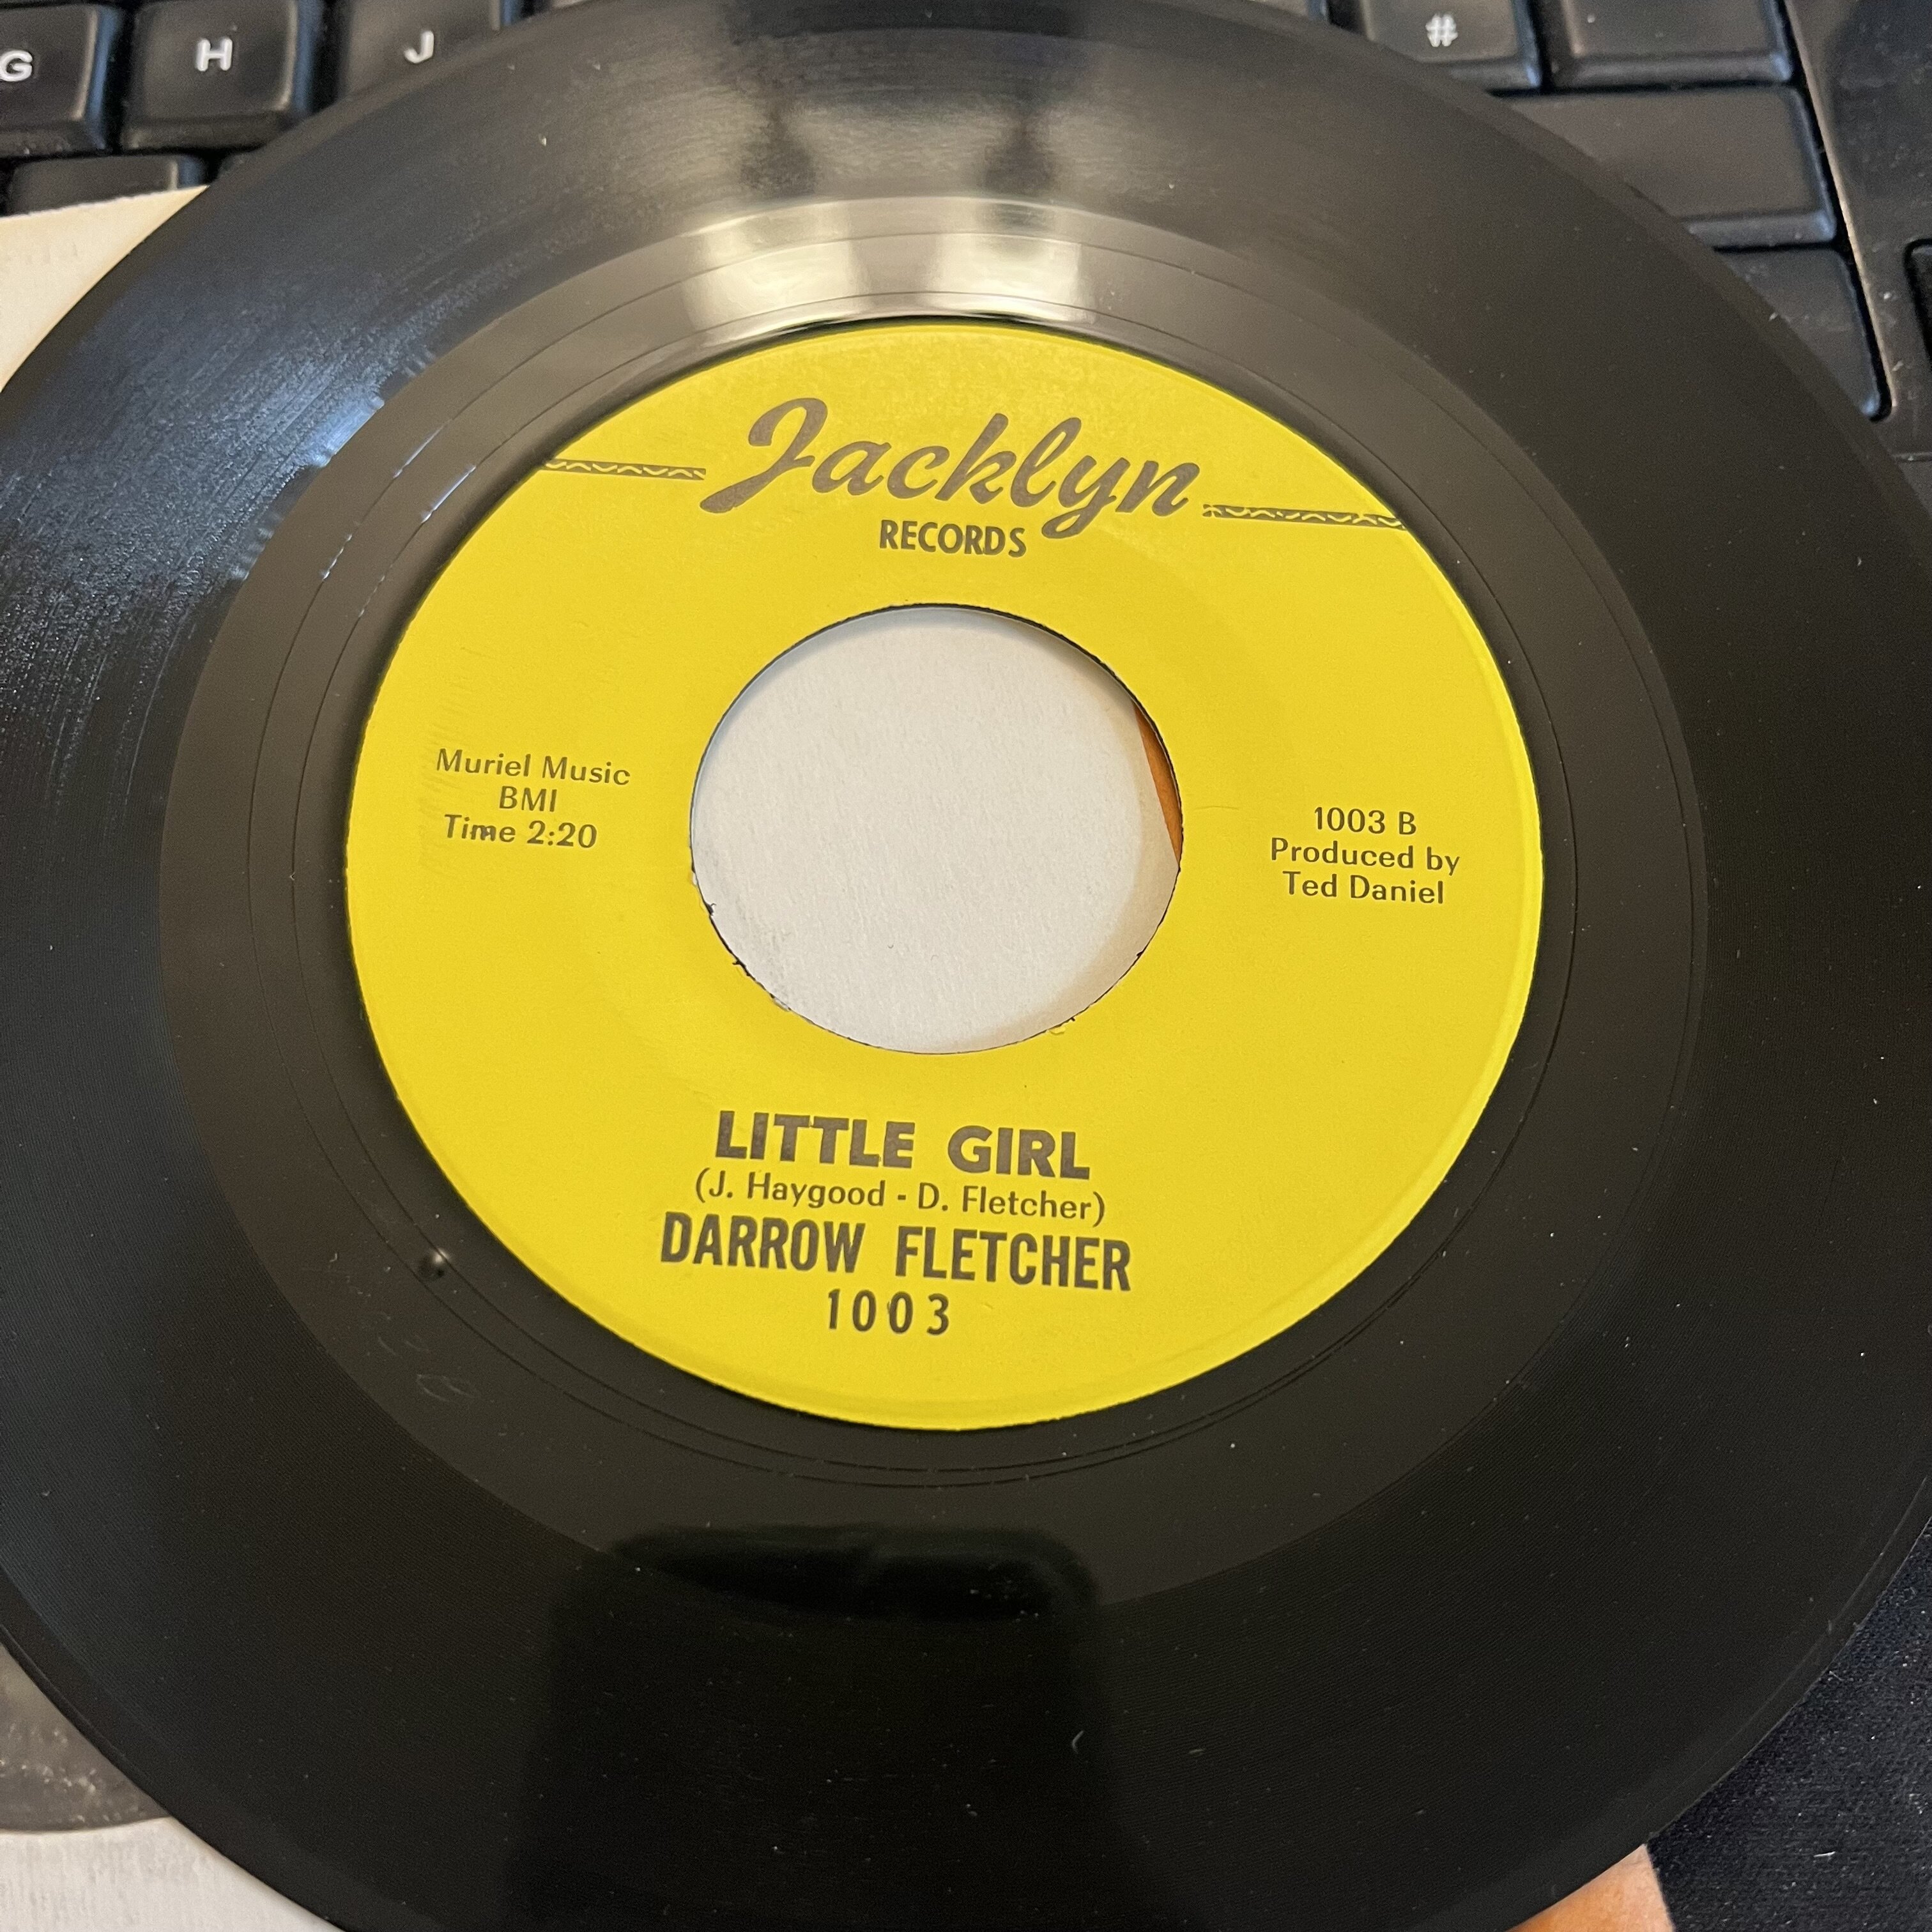 G H J #
Jacklyn
RECORDS
Muriel Music
BMI
Time 2:20
1003 B
Produced by
Ted Daniel
LITTLE GIRL
(J. Haygood - D. Fletcher)
DARROW FLETCHER
1003